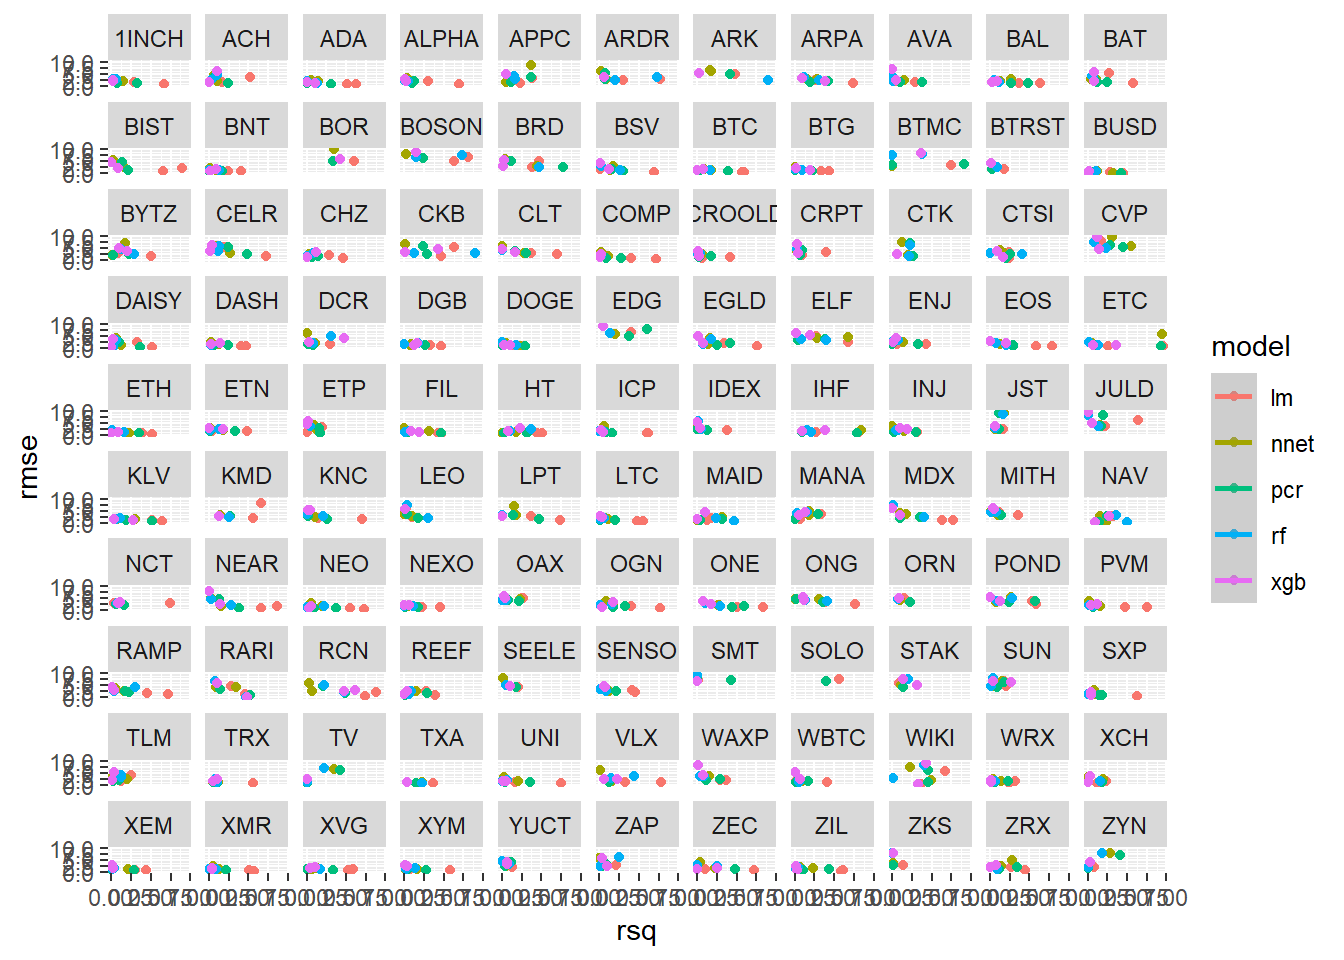 1INCH ACH ADA ALPHA APPC ARDR ARK ARPA AVA BAL BAT
BIST BNT BOR BOSON BRD BSV BTC BTG BTMC BTRST BUSD
BYTZ CELR CHZ CKB CLT COMP CROOLD CRPT CTK CTSI CVP
DAISY DASH DCR DGB DOGE EDG EGLD ELF ENJ EOS ETC
ETH ETN ETP FIL HT ICP IDEX IHF INJ JST JULD
KLV KMD KNC LEO LPT LTC MAID MANA MDX MITH NAV
NCT NEAR NEO NEXO OAX OGN ONE ONG ORN POND PVM
RAMP RARI RCN REEF SEELE SENSO SMT SOLO STAK SUN SXP
TLM TRX TV TXA UNI VLX WAXP WBTC WIKI WRX XCH
XEM XMR XVG XYM YUCT ZAP ZEC ZIL ZKS ZRX ZYN
rmse
rsq
model
lm
nnet
pcr
rf
xgb